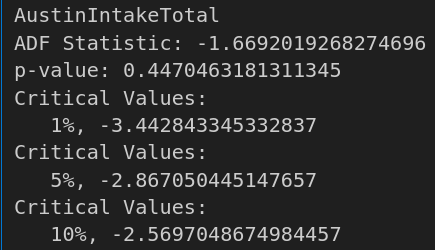 AustinIntakeTotal
ADF Statistic: -1.6692019268274696
p-value: 0.4470463181311345
Critical Values:
   1%, -3.442843345332837
Critical Values:
   5%, -2.867050445147657
Critical Values:
   10%, -2.5697048674984457